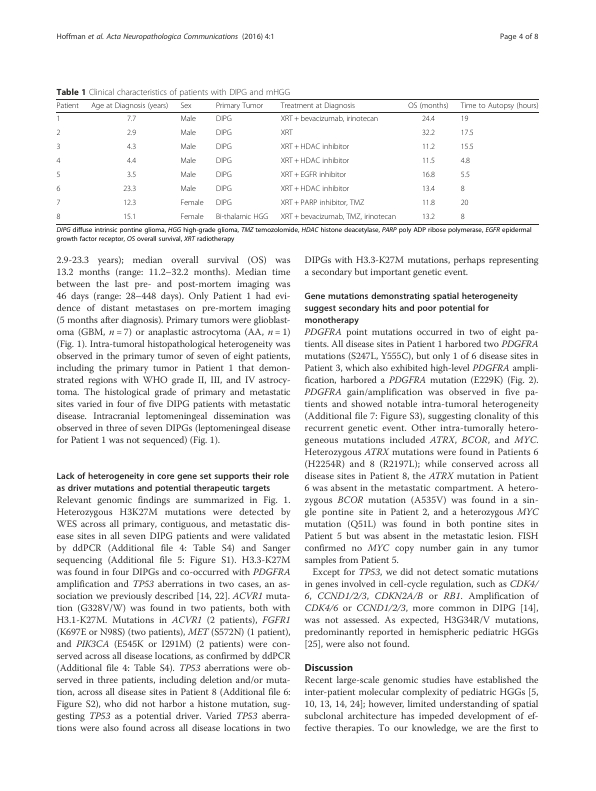 Hoffman et al. Acta Neuropathologica Communications (2016) 4:1
Page 4 of 8
Table 1 Clinical characteristics of patients with DIPG and mHGG
Patient Age at Diagnosis (years) Sex Primary Tumor Treatment at Diagnosis OS (months) Time to Autopsy (hours)
1 7.7 Male DIPG XRT + bevacizumab, irinotecan 24.4 19
2 2.9 Male DIPG XRT 32.2 17.5
3 4.3 Male DIPG XRT + HDAC inhibitor 11.2 15.5
4 4.4 Male DIPG XRT + HDAC inhibitor 11.5 4.8
5 3.5 Male DIPG XRT + EGFR inhibitor 16.8 5.5
6 23.3 Male DIPG XRT + HDAC inhibitor 13.4 8
7 12.3 Female DIPG XRT + PARP inhibitor, TMZ 11.8 20
8 15.1 Female Bi-thalamic HGG XRT + bevacizumab, TMZ, irinotecan 13.2 8
DIPG diffuse intrinsic pontine glioma, HGG high-grade glioma, TMZ temozolomide, HDAC histone deacetylase, PARP poly ADP ribose polymerase, EGFR epidermal
growth factor receptor, OS overall survival, XRT radiotherapy
2.9-23.3 years); median overall survival (OS) was
13.2 months (range: 11.2–32.2 months). Median time
between the last pre- and post-mortem imaging was
46 days (range: 28–448 days). Only Patient 1 had evi-
dence of distant metastases on pre-mortem imaging
(5 months after diagnosis). Primary tumors were glioblast-
oma (GBM, n = 7) or anaplastic astrocytoma (AA, n = 1)
(Fig. 1). Intra-tumoral histopathological heterogeneity was
observed in the primary tumor of seven of eight patients,
including the primary tumor in Patient 1 that demon-
strated regions with WHO grade II, III, and IV astrocy-
toma. The histological grade of primary and metastatic
sites varied in four of five DIPG patients with metastatic
disease. Intracranial leptomeningeal dissemination was
observed in three of seven DIPGs (leptomeningeal disease
for Patient 1 was not sequenced) (Fig. 1).
Lack of heterogeneity in core gene set supports their role
as driver mutations and potential therapeutic targets
Relevant genomic findings are summarized in Fig. 1.
Heterozygous H3K27M mutations were detected by
WES across all primary, contiguous, and metastatic dis-
ease sites in all seven DIPG patients and were validated
by ddPCR (Additional file 4: Table S4) and Sanger
sequencing (Additional file 5: Figure S1). H3.3-K27M
was found in four DIPGs and co-occurred with PDGFRA
amplification and TP53 aberrations in two cases, an as-
sociation we previously described [14, 22]. ACVR1 muta-
tion (G328V/W) was found in two patients, both with
H3.1-K27M. Mutations in ACVR1 (2 patients), FGFR1
(K697E or N98S) (two patients), MET (S572N) (1 patient),
and PIK3CA (E545K or I291M) (2 patients) were con-
served across all disease locations, as confirmed by ddPCR
(Additional file 4: Table S4). TP53 aberrations were ob-
served in three patients, including deletion and/or muta-
tion, across all disease sites in Patient 8 (Additional file 6:
Figure S2), who did not harbor a histone mutation, sug-
gesting TP53 as a potential driver. Varied TP53 aberra-
tions were also found across all disease locations in two
DIPGs with H3.3-K27M mutations, perhaps representing
a secondary but important genetic event.
Gene mutations demonstrating spatial heterogeneity
suggest secondary hits and poor potential for
monotherapy
PDGFRA point mutations occurred in two of eight pa-
tients. All disease sites in Patient 1 harbored two PDGFRA
mutations (S247L, Y555C), but only 1 of 6 disease sites in
Patient 3, which also exhibited high-level PDGFRA ampli-
fication, harbored a PDGFRA mutation (E229K) (Fig. 2).
PDGFRA gain/amplification was observed in five pa-
tients and showed notable intra-tumoral heterogeneity
(Additional file 7: Figure S3), suggesting clonality of this
recurrent genetic event. Other intra-tumorally hetero-
geneous mutations included ATRX, BCOR, and MYC.
Heterozygous ATRX mutations were found in Patients 6
(H2254R) and 8 (R2197L); while conserved across all
disease sites in Patient 8, the ATRX mutation in Patient
6 was absent in the metastatic compartment. A hetero-
zygous BCOR mutation (A535V) was found in a sin-
gle pontine site in Patient 2, and a heterozygous MYC
mutation (Q51L) was found in both pontine sites in
Patient 5 but was absent in the metastatic lesion. FISH
confirmed no MYC copy number gain in any tumor
samples from Patient 5.
Except for TP53, we did not detect somatic mutations
in genes involved in cell-cycle regulation, such as CDK4/
6, CCND1/2/3, CDKN2A/B or RB1. Amplification of
CDK4/6 or CCND1/2/3, more common in DIPG [14],
was not assessed. As expected, H3G34R/V mutations,
predominantly reported in hemispheric pediatric HGGs
[25], were also not found.
Discussion
Recent large-scale genomic studies have established the
inter-patient molecular complexity of pediatric HGGs [5,
10, 13, 14, 24]; however, limited understanding of spatial
subclonal architecture has impeded development of ef-
fective therapies. To our knowledge, we are the first to